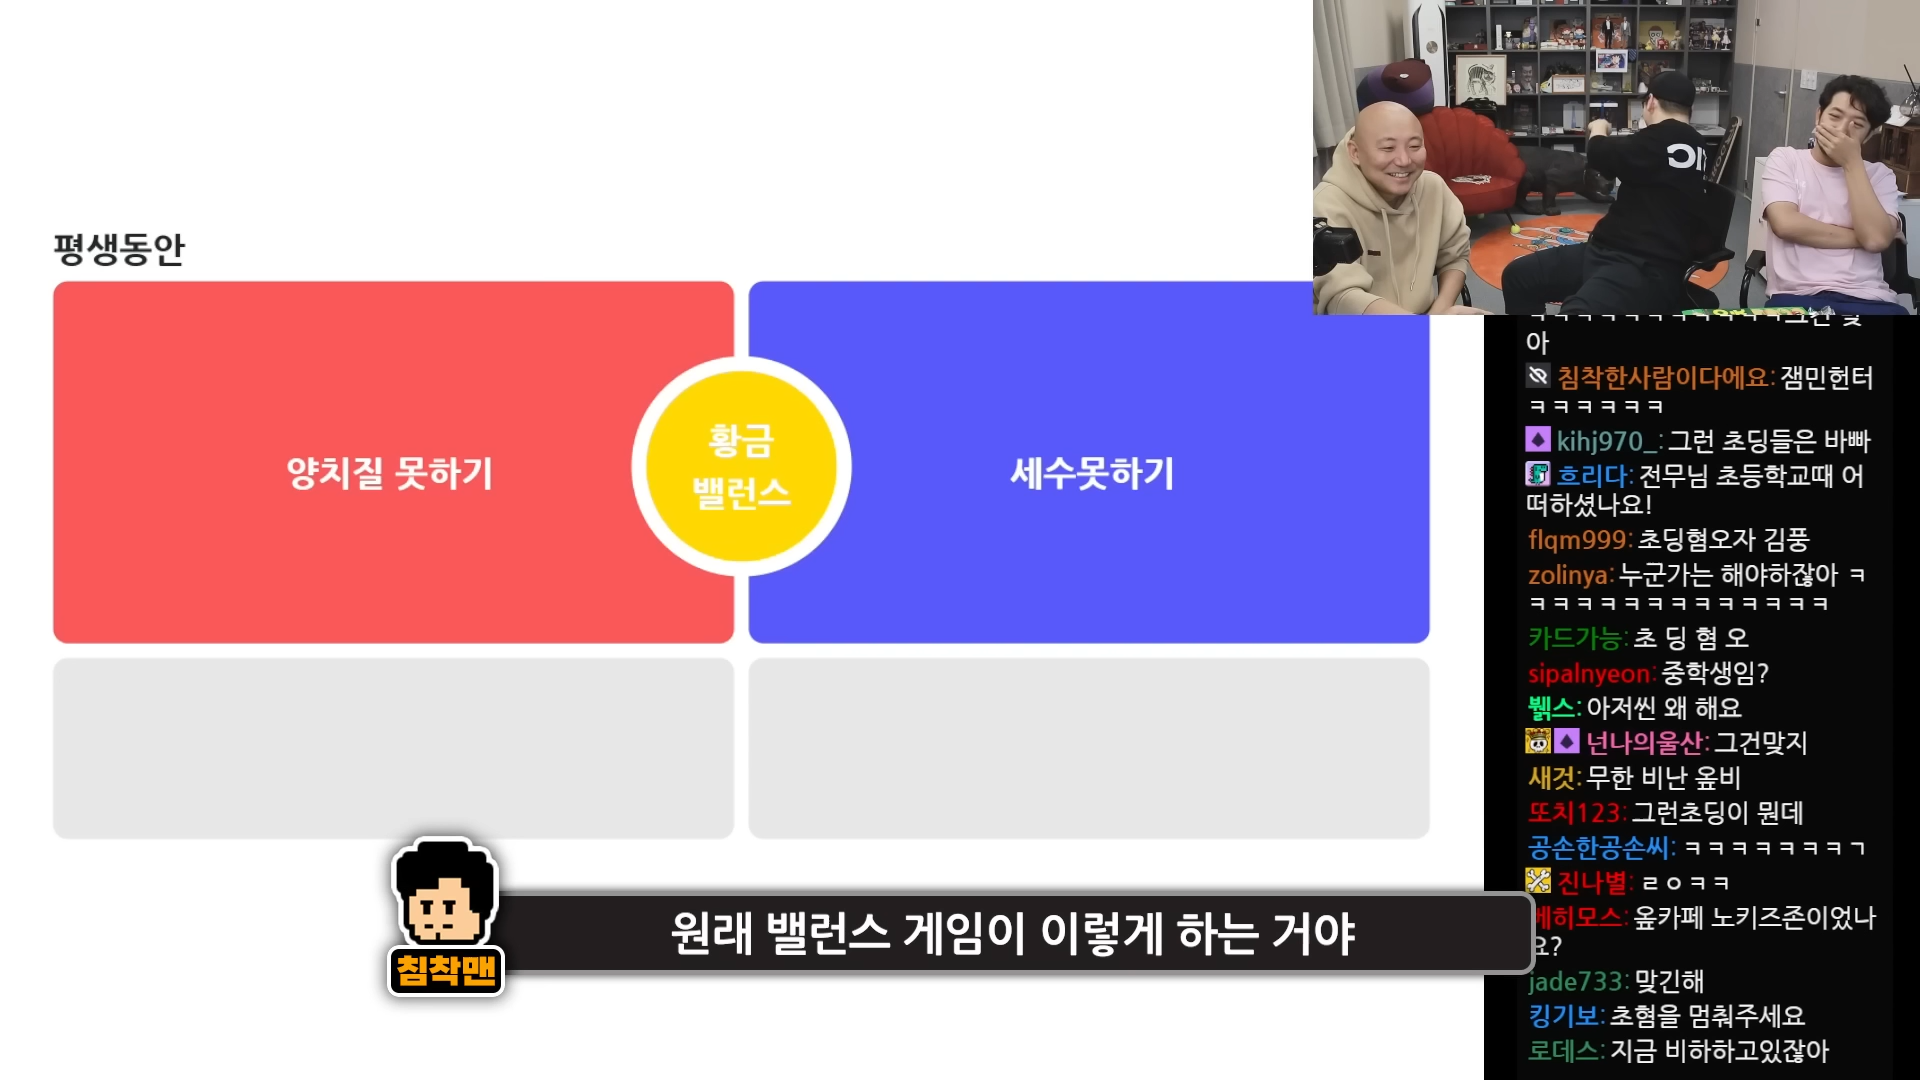 평생동안
양치질 못하기
황금
밸런스
세수못하기
아
침착한사람이다에요: 잼민헌터
ㅋㅋㅋㅋㅋㅋ
kihj970_: 그런 초딩들은 바빠
흐리다: 전무님 초등학교때 어
떠하셨나요!
flqm999: 초딩혐오자 김풍
zolinya: 누군가는 해야하잖아 ㅋ
ㅋㅋㅋㅋㅋㅋㅋㅋㅋㅋㅋㅋㅋ
카드가능: 초 딩 혐 오
sipalnyeon: 중학생임?
뷁스: 아저씬 왜 해요
넌나의울산: 그건맞지
새것: 무한 비난 옾비
또치123: 그런초딩이 뭔데
공손한공손씨: ㅋㅋㅋㅋㅋㅋㅋㄱ
진나별: ㄹㅇㅋㅋ
베히모스: 옾카페 노키즈존이었나
요?
jade733: 맞긴해
킹기보: 초혐을 멈춰주세요
로데스: 지금 비하하고있잖아
침착맨
원래 밸런스 게임이 이렇게 하는 거야